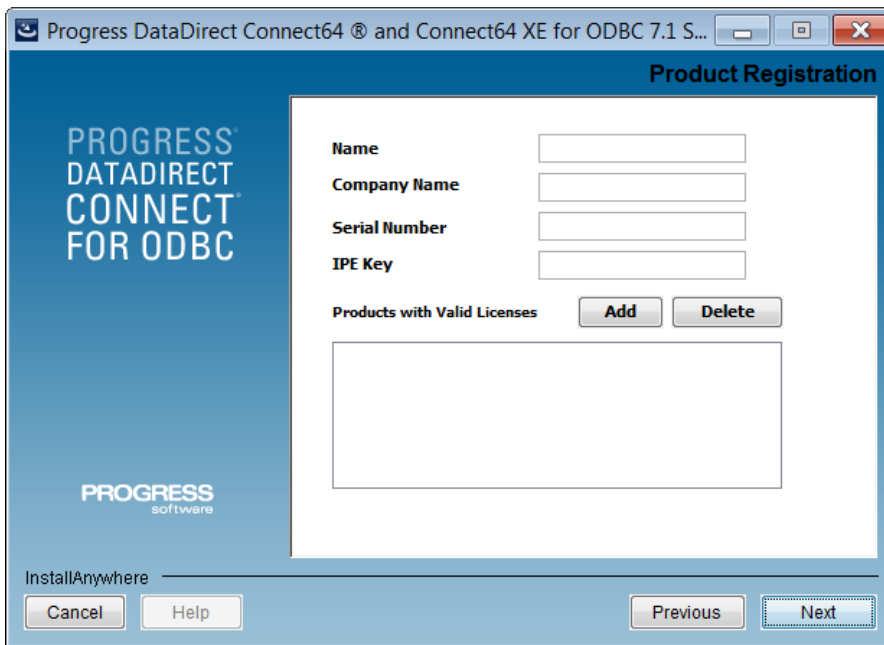 Progress DataDirect Connect64 ® and Connect64 XE for ODBC 7.1 S...
Product Registration
PROGRESS®
DATADIRECT
CONNECT®
FOR ODBC
Name
Company Name
Serial Number
IPE Key
Products with Valid Licenses
Add
Delete
PROGRESS
software
InstallAnywhere
Cancel
Help
Previous
Next